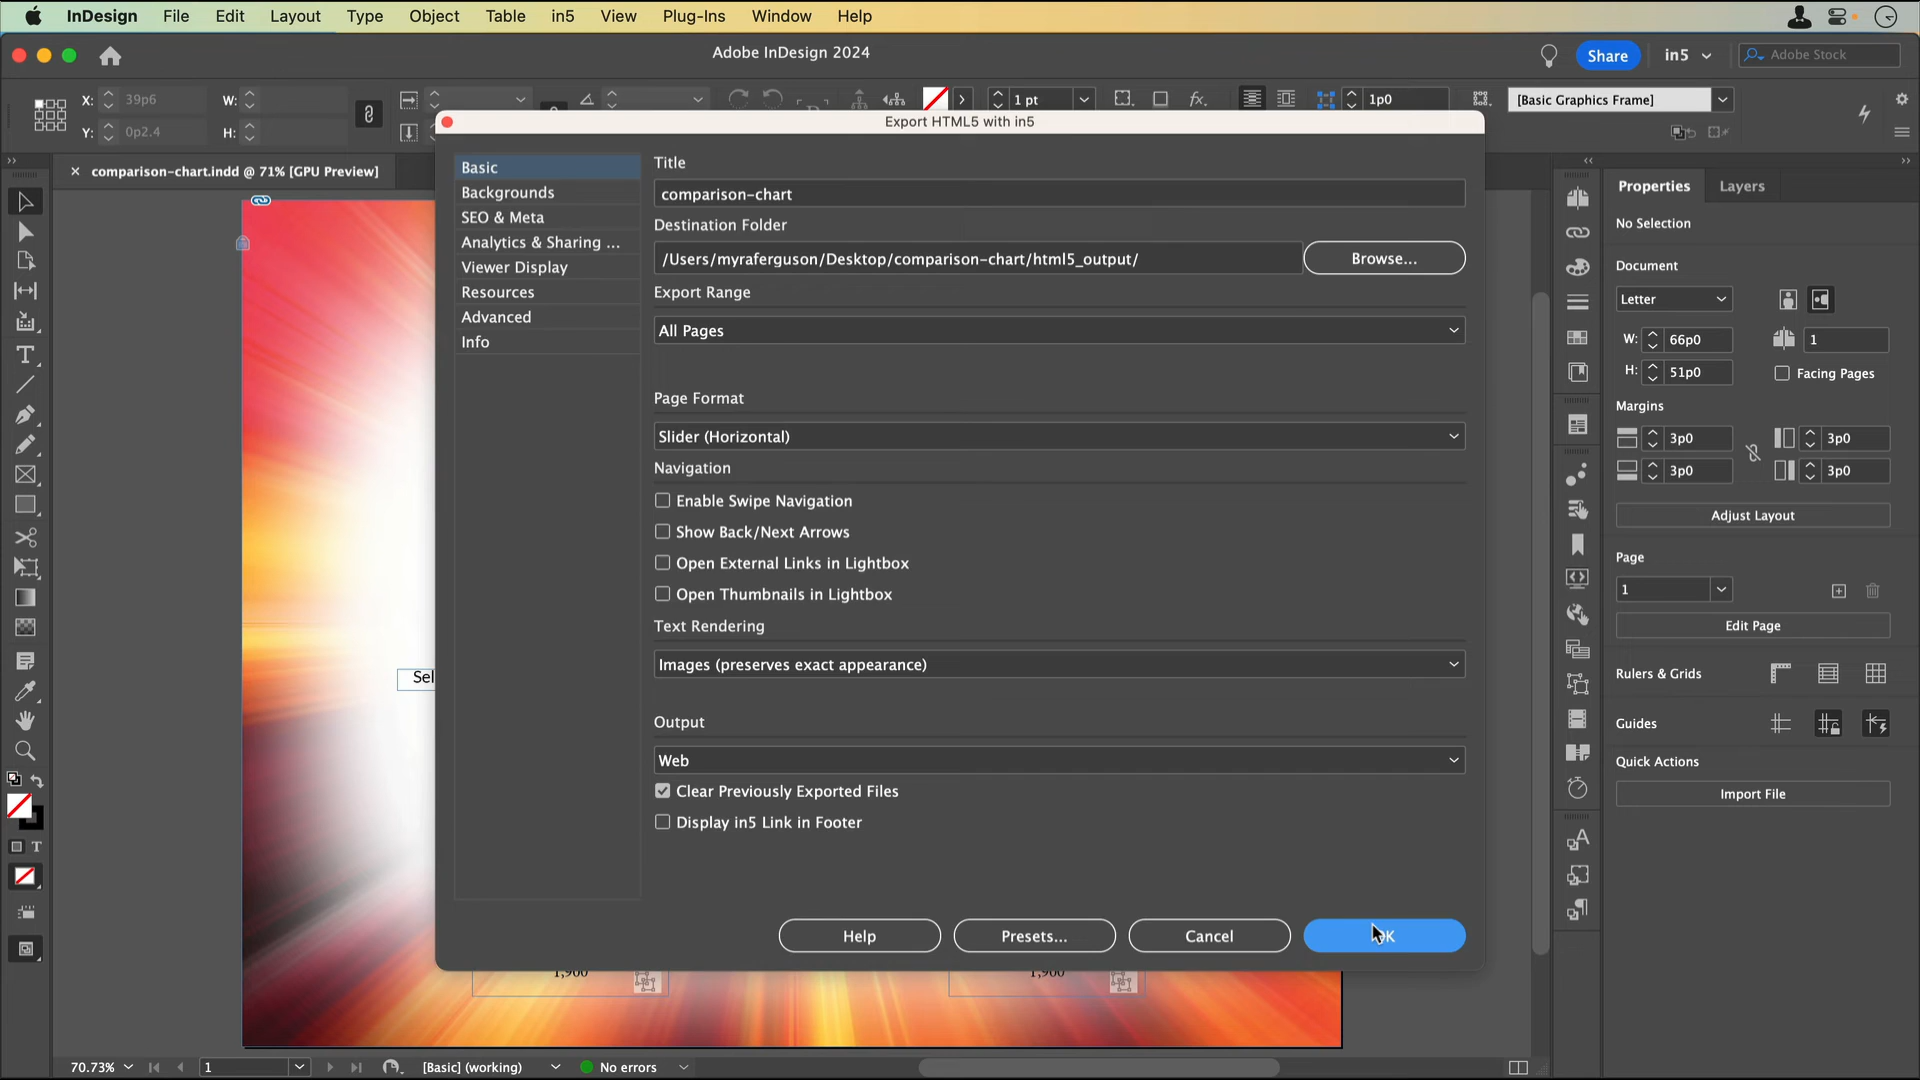 InDesign File Edit Layout Type Object Table in5 View Plug-Ins Window Help
Adobe InDesign 2024
Share
in5
Adobe Stock
X: 39p6
W:
1 pt
fx.
1p0
[Basic Graphics Frame]
Y: 0p2.4
H:
Export HTML5 with in5
× comparison-chart.indd @ 71% [GPU Preview]
Basic
Backgrounds
SEO & Meta
Analytics & Sharing ...
Viewer Display
Resources
Advanced
Info
Title
comparison-chart
Destination Folder
/Users/myraferguson/Desktop/comparison-chart/html5_output/
Browse...
Export Range
All Pages
Page Format
Slider (Horizontal)
Navigation
Enable Swipe Navigation
Show Back/Next Arrows
Open External Links in Lightbox
Open Thumbnails in Lightbox
Text Rendering
Images (preserves exact appearance)
Output
Web
Clear Previously Exported Files
Display in5 Link in Footer
Help
Presets...
Cancel
Sel
1,900
1,900
Properties
Layers
No Selection
Document
Letter
W: 66p0
1
H: 51p0
Facing Pages
Margins
3p0
3p0
3p0
3p0
Adjust Layout
Page
1
Edit Page
Rulers & Grids
Guides
Quick Actions
Import File
70.73%
1
[Basic] (working)
No errors